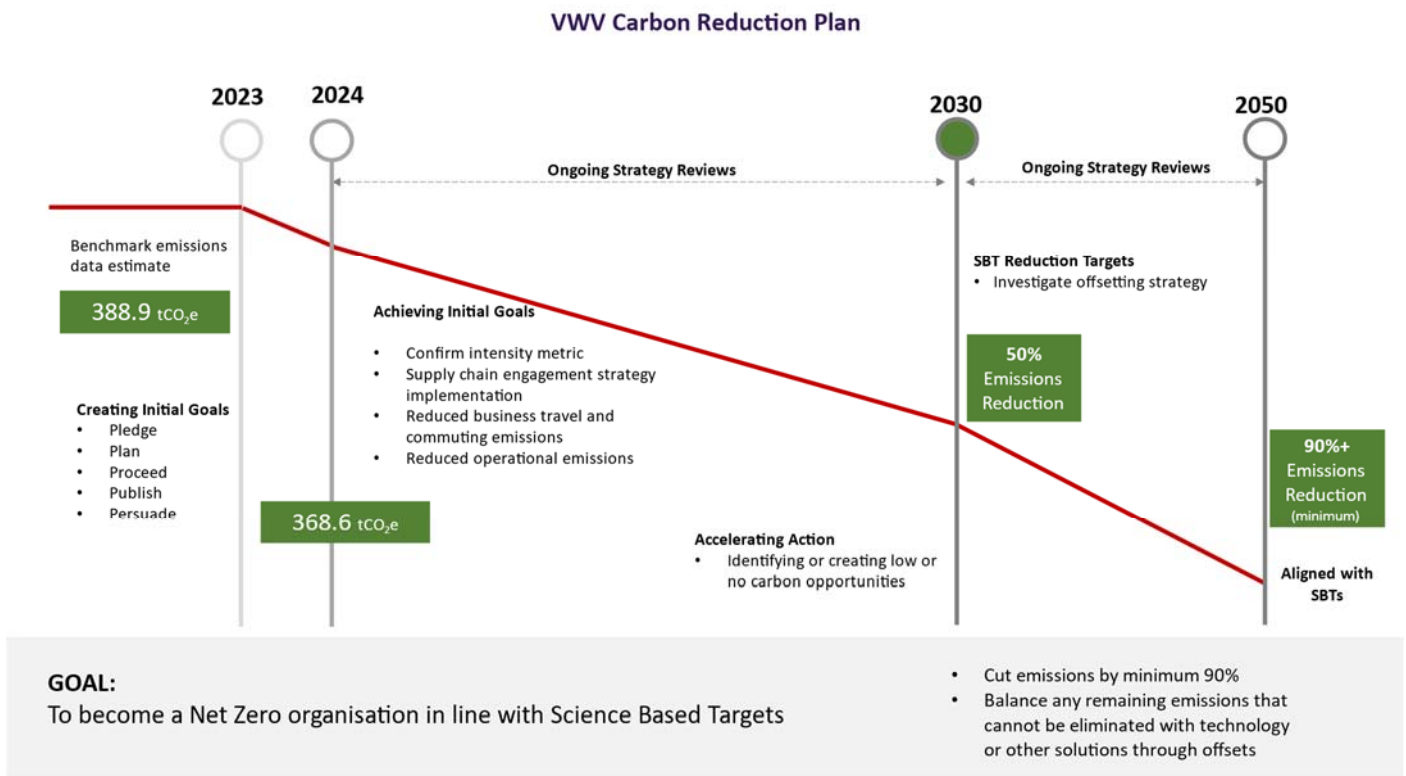 VWV Carbon Reduction Plan
2023
2024
2030
2050
Ongoing Strategy Reviews
Ongoing Strategy Reviews
Benchmark emissions
data estimate
388.9 tCO₂e
Creating Initial Goals
• Pledge
• Plan
• Proceed
• Publish
• Persuade
368.6 tCO₂e
Achieving Initial Goals
• Confirm intensity metric
• Supply chain engagement strategy
implementation
• Reduced business travel and
commuting emissions
• Reduced operational emissions
Accelerating Action
• Identifying or creating low or
no carbon opportunities
SBT Reduction Targets
• Investigate offsetting strategy
50%
Emissions
Reduction
90%+
Emissions
Reduction
(minimum)
Aligned with
SBTs
GOAL:
To become a Net Zero organisation in line with Science Based Targets
• Cut emissions by minimum 90%
• Balance any remaining emissions that
cannot be eliminated with technology
or other solutions through offsets